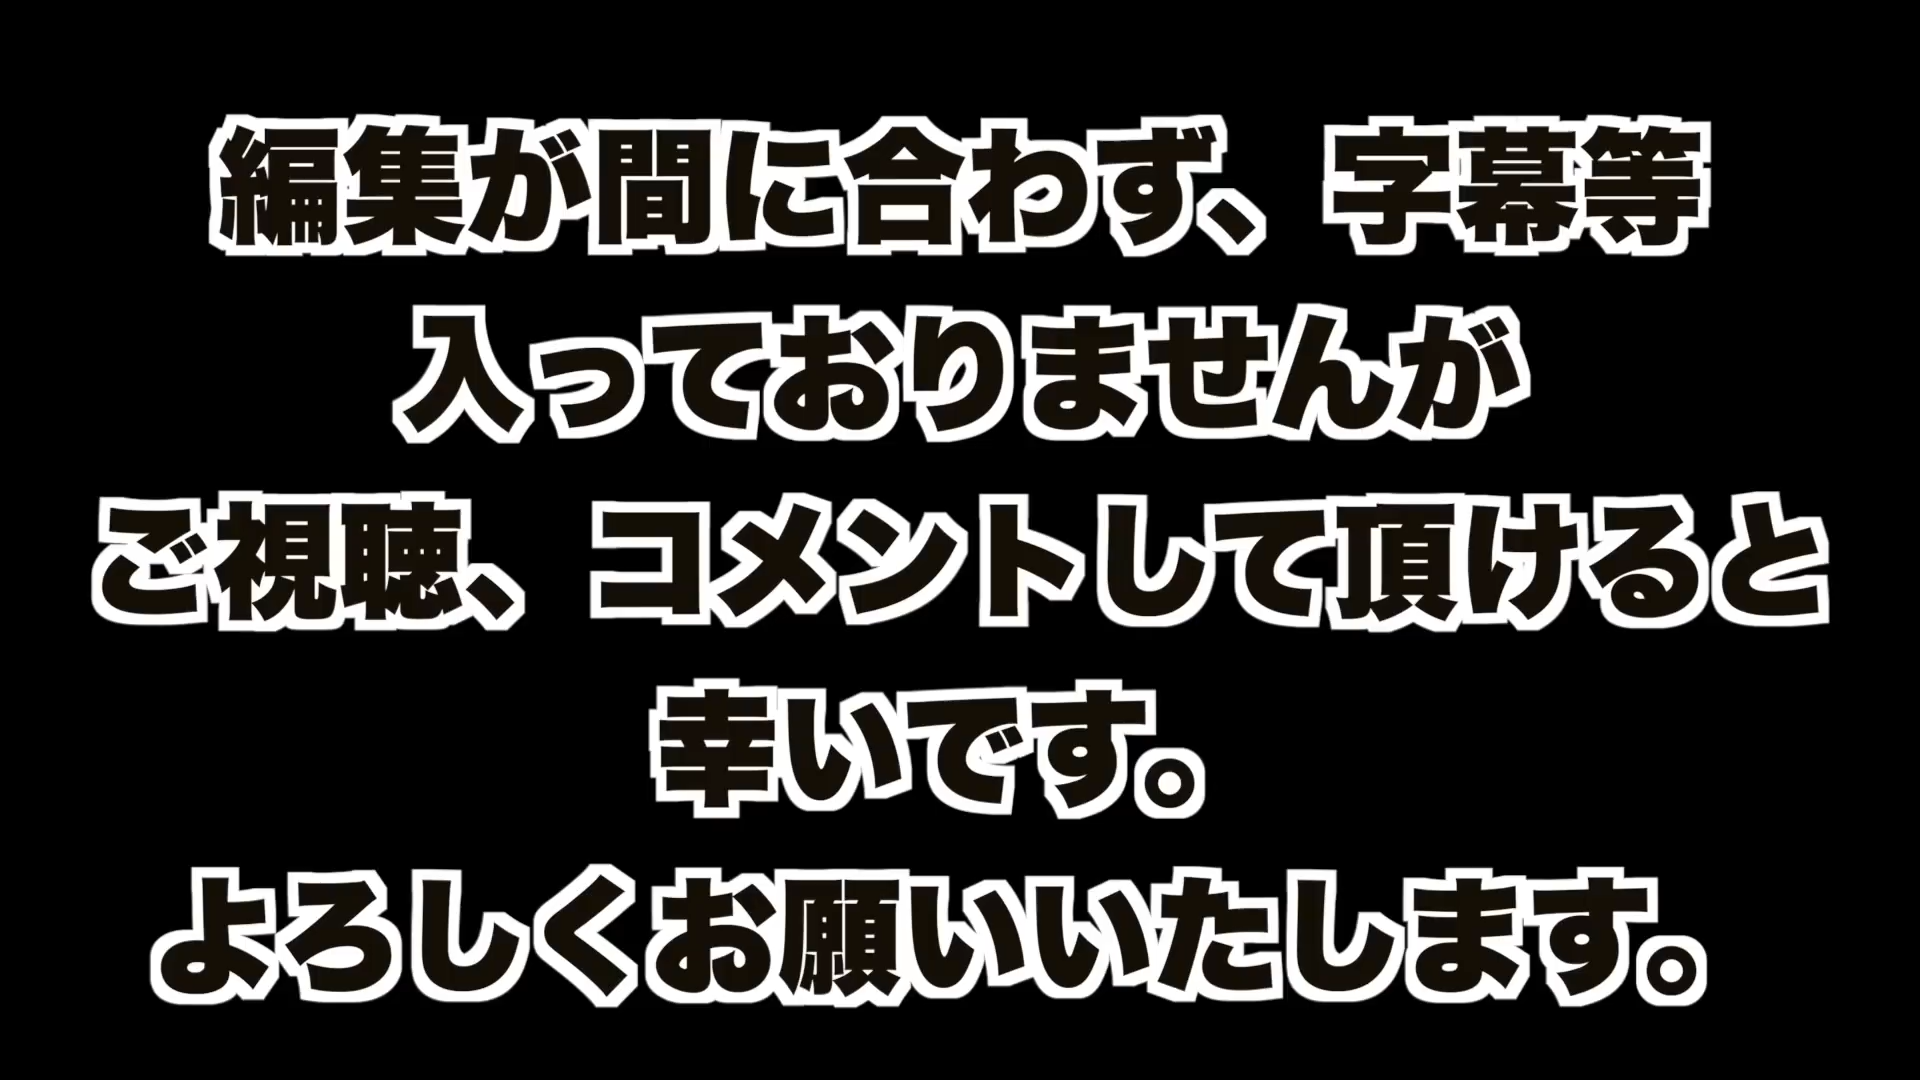 編集が間に合わず、字幕等
入っておりませんが
ご視聴、コメントして頂けると
幸いです。
よろしくお願いいたします。